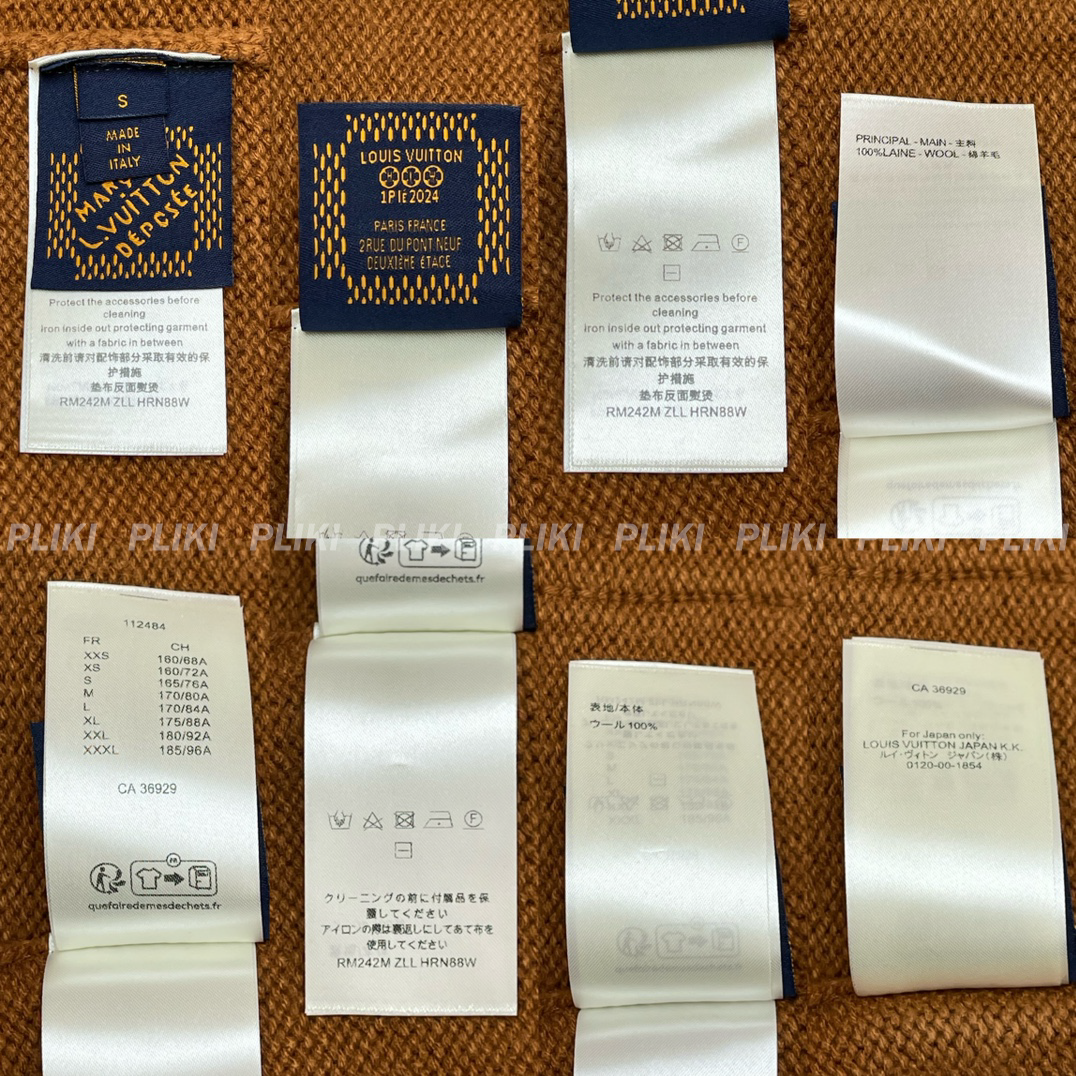 S
MADE
IN
ITALY
L.VUITTON
DÉPOSÉE
Protect the accessories before
cleaning
iron inside out protecting garment
with a fabric in between
清洗前请对配饰部分采取有效的保
护措施
垫布反面熨烫
RM242M ZLL HRN88W
LOUIS VUITTON
1PIé2024
PARIS FRANCE
2RUE DU PONT NEUF
DEUXIÈME ÉTAGE
F
Protect the accessories before
cleaning
iron inside out protecting garment
with a fabric in between
清洗前请对配饰部分采取有效的保
护措施
垫布反面熨烫
RM242M ZLL HRN88W
PRINCIPAL - MAIN - 主料
100%LAINE - WOOL - 绵羊毛
PLIKI PLIKI PLIKI PLIKI PLIKI PLIKI PLIKI PLIKI PLIKI
112484
FR CH
XXS 160/68A
XS 160/72A
S 165/76A
M 170/80A
L 170/84A
XL 175/88A
XXL 180/92A
XXXL 185/96A
CA 36929
FR
quefairedemesdechets.fr
quefairedemesdechets.fr
F
クリーニングの前に付属品を保
護してください
アイロンの際は裏返しにしてあて布を
使用してください
RM242M ZLL HRN88W
表地/本体
ウール 100%
CA 36929
For Japan only:
LOUIS VUITTON JAPAN K.K.
ルイ・ヴィトン ジャパン(株)
0120-00-1854